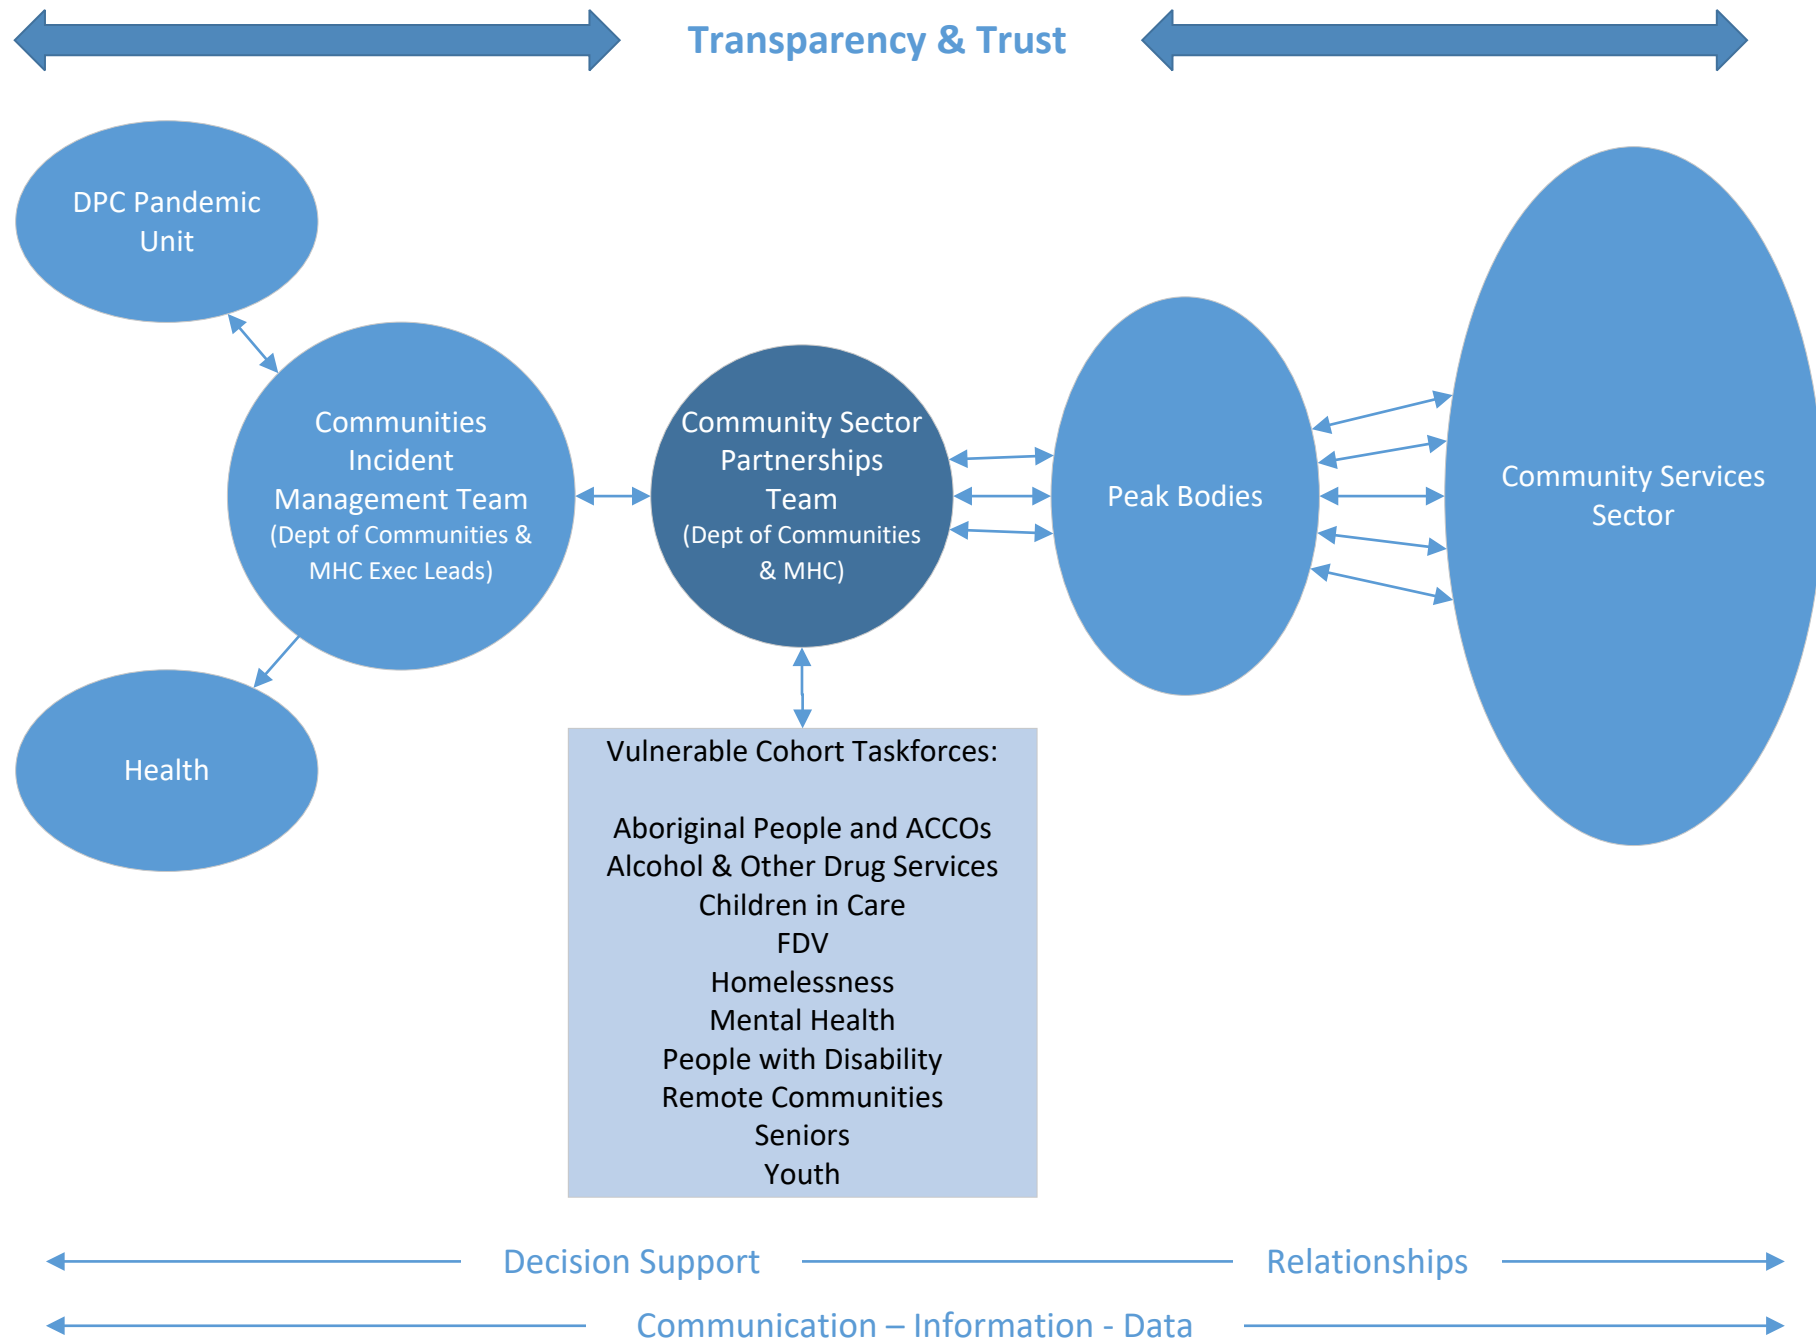 Transparency & Trust
DPC Pandemic
Unit
Communities
Incident
Management Team
(Dept of Communities &
MHC Exec Leads)
Health
Community Sector
Partnerships
Team
(Dept of Communities
& MHC)
Peak Bodies
Community Services
Sector
Vulnerable Cohort Taskforces:
Aboriginal People and ACCOs
Alcohol & Other Drug Services
Children in Care
FDV
Homelessness
Mental Health
People with Disability
Remote Communities
Seniors
Youth
Decision Support
Relationships
Communication – Information - Data